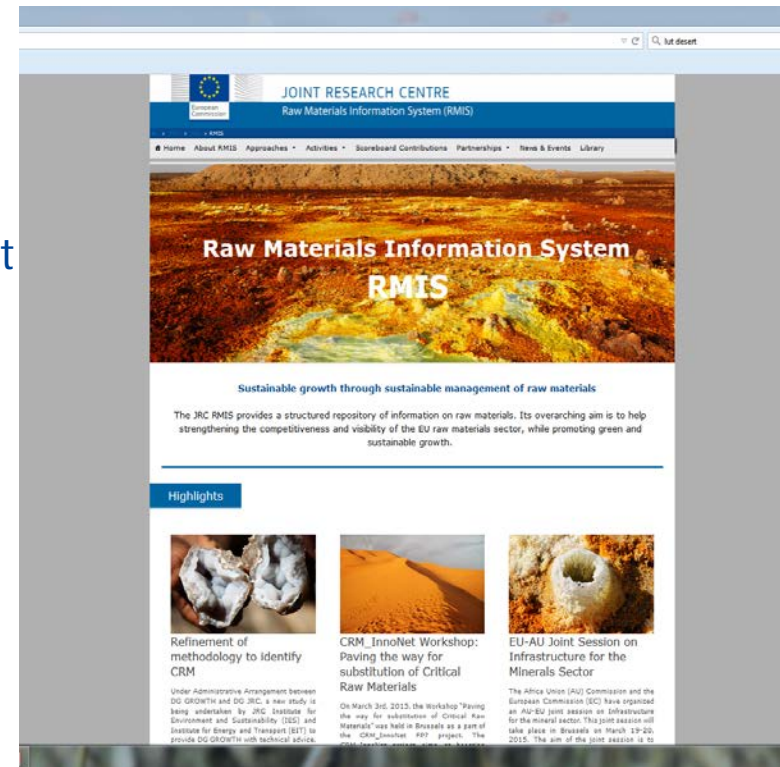 lut desert
European
Commission
JOINT RESEARCH CENTRE
Raw Materials Information System (RMIS)
RMIS
Home About RMIS Approaches Activities Scoreboard Contributions Partnerships News & Events Library
t
Raw Materials Information System
RMIS
Sustainable growth through sustainable management of raw materials
The JRC RMIS provides a structured repository of information on raw materials. Its overarching aim is to help
strengthening the competitiveness and visibility of the EU raw materials sector, while promoting green and
sustainable growth.
Highlights
Refinement of
methodology to identify
CRM
Under Administrative Arrangement between
DG GROWTH and DG JRC, a new study is
being undertaken by JRC Institute for
Environment and Sustainability (IES) and
Institute for Energy and Transport (EIT) to
provide DG GROWTH with technical advice.
CRM_InnoNet Workshop:
Paving the way for
substitution of Critical
Raw Materials
On March 3rd, 2015, the Workshop "Paving
the way for substitution of Critical Raw
Materials" was held in Brussels as a part of
the CRM_InnoNet FP7 project. The
EU-AU Joint Session on
Infrastructure for the
Minerals Sector
The Africa Union (AU) Commission and the
European Commission (EC) have organized
an AU-EU joint session on Infrastructure
for the mineral sector. This joint session will
take place in Brussels on March 19-20,
2015. The aim of the joint session is to